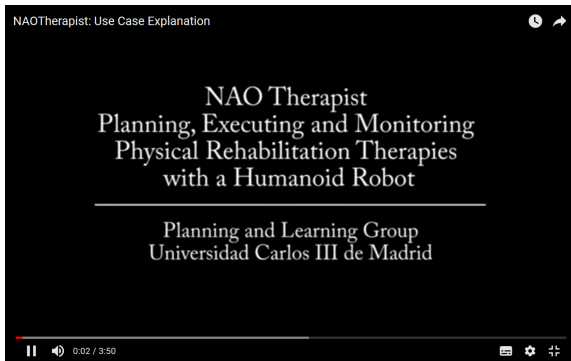 NAOTherapist: Use Case Explanation
NAO Therapist
Planning, Executing and Monitoring
Physical Rehabilitation Therapies
with a Humanoid Robot
Planning and Learning Group
Universidad Carlos III de Madrid
0:02 / 3:50